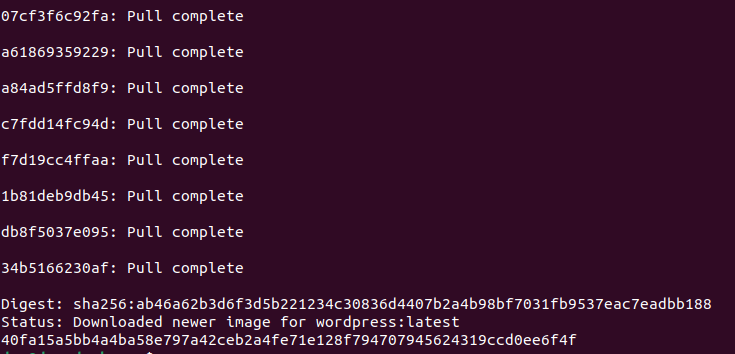 07cf3f6c92fa: Pull complete
a61869359229: Pull complete
a84ad5ffd8f9: Pull complete
c7fdd14fc94d: Pull complete
f7d19cc4ffaa: Pull complete
1b81deb9db45: Pull complete
db8f5037e095: Pull complete
34b5166230af: Pull complete
Digest: sha256:ab46a62b3d6f3d5b221234c30836d4407b2a4b98bf7031fb9537eac7eadbb188
Status: Downloaded newer image for wordpress:latest
40fa15a5bb4a4ba58e797a42ceb2a4fe71e128f794707945624319ccd0ee6f4f